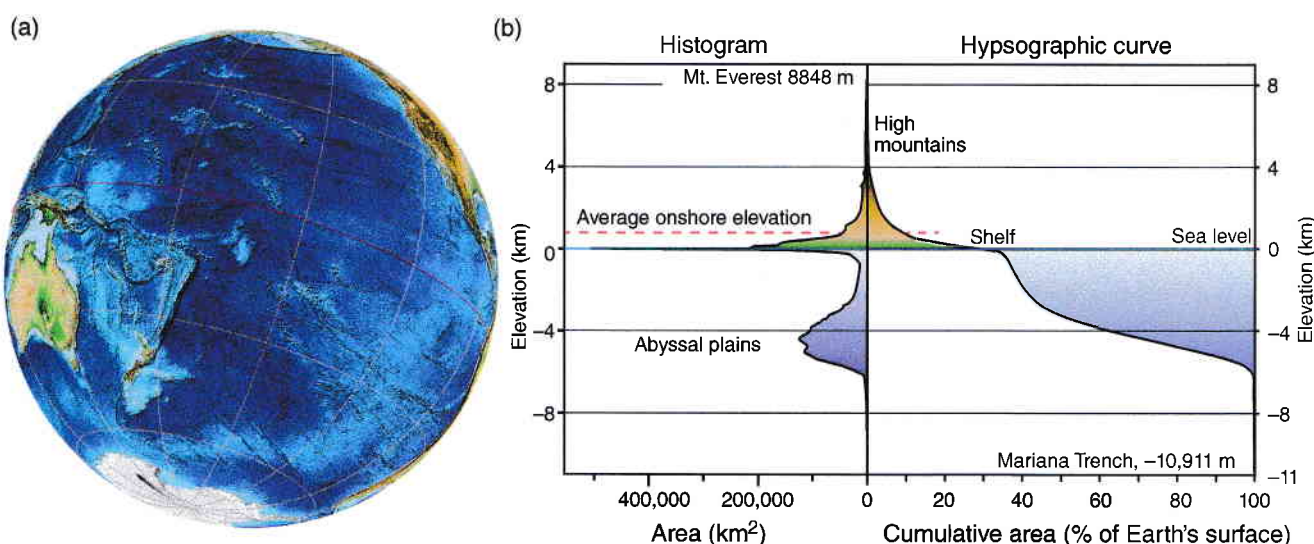 (a)
(b)
Histogram
Hypsographic curve
Mt. Everest 8848 m
8
8
High
mountains
4
4
Average onshore elevation
Shelf
Sea level
0
0
Elevation (km)
Elevation (km)
Abyssal plains
−4
−4
−8
−8
Mariana Trench, −10,911 m
−11
400,000
200,000
0
20
40
60
80
100
Area (km²)
Cumulative area (% of Earth's surface)